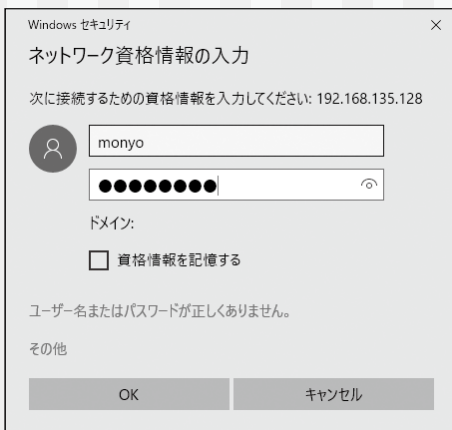 Windows セキュリティ
ネットワーク資格情報の入力
次に接続するための資格情報を入力してください: 192.168.135.128
monyo
●●●●●●●●
ドメイン:
資格情報を記憶する
ユーザー名またはパスワードが正しくありません。
その他
OK キャンセル